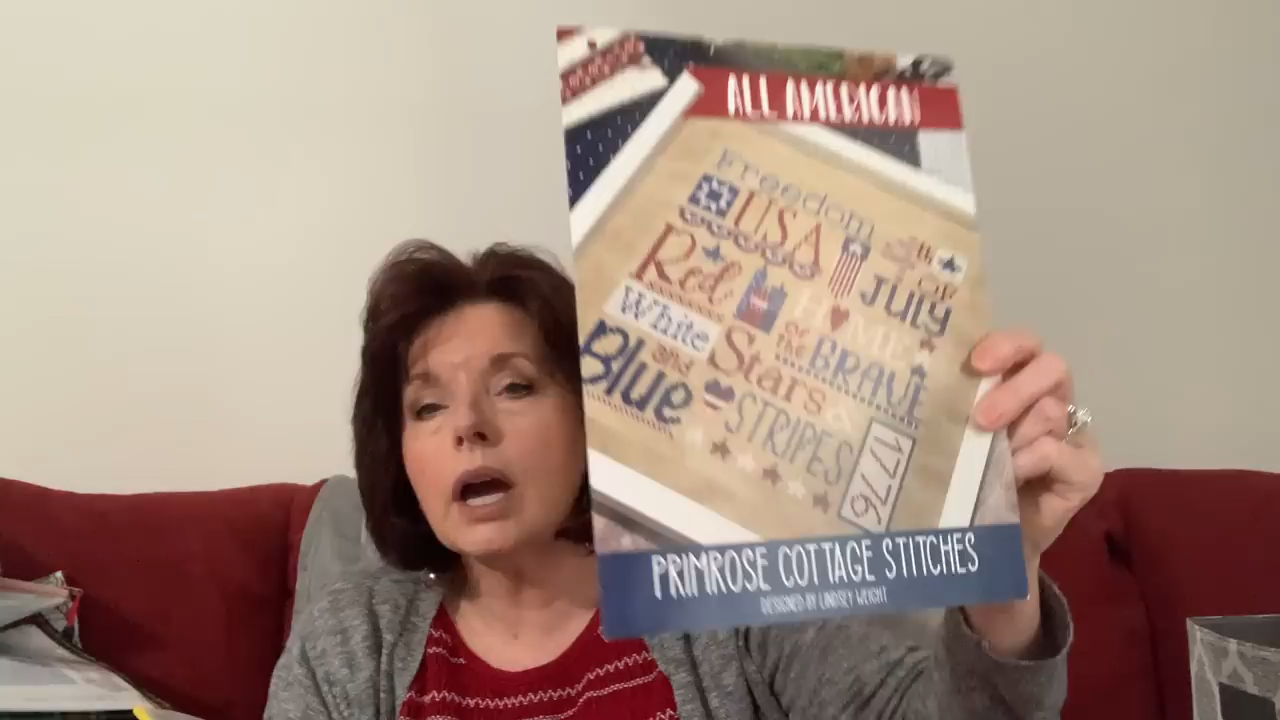 ALL AMERICAN
Freedom
USA
4th
OF
JULY
Red
HOME
White
of the
BRAVE
and
Stars
Blue
STRIPES
1776
PRIMROSE COTTAGE STITCHES
DESIGNED BY LINDSEY WEIGHT